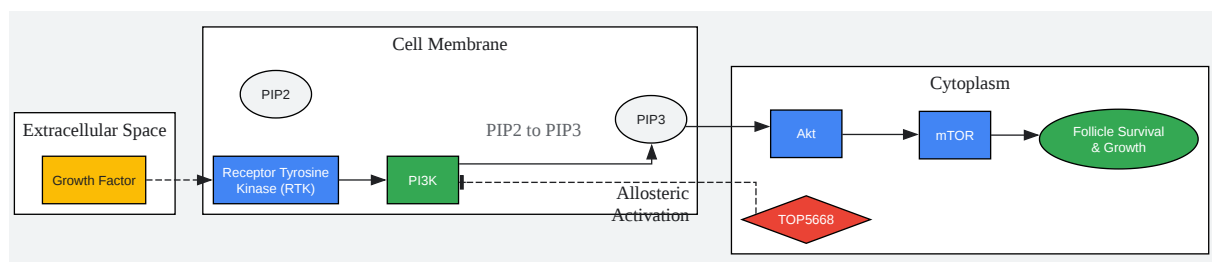 Cell Membrane
PIP2
Cytoplasm
PIP3
Extracellular Space
PIP2 to PIP3
Akt
mTOR
Follicle Survival
& Growth
Growth Factor
Receptor Tyrosine
Kinase (RTK)
PI3K
Allosteric
Activation
TOP5668